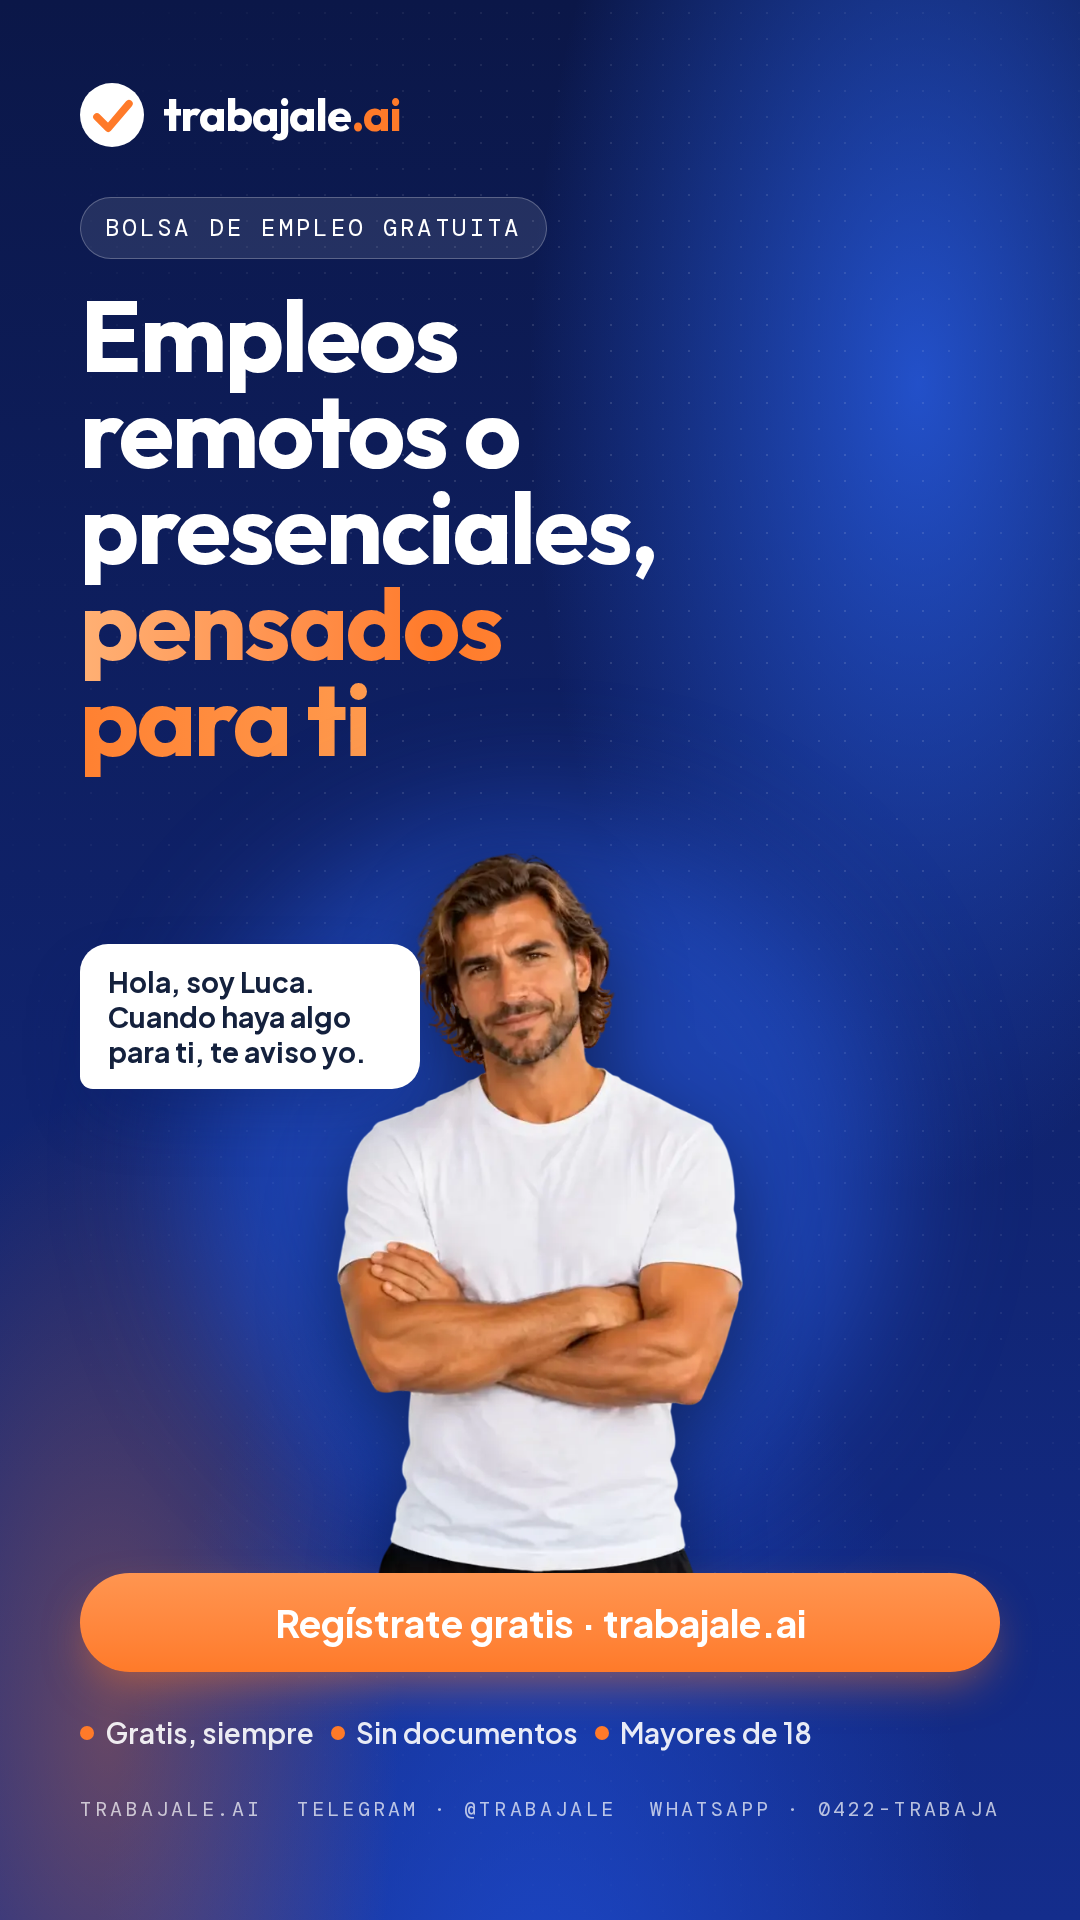 trabajale.ai
BOLSA DE EMPLEO GRATUITA
Empleos
remotos o
presenciales,
pensados
para ti
Hola, soy Luca.
Cuando haya algo
para ti, te aviso yo.
Regístrate gratis · trabajale.ai
Gratis, siempre Sin documentos Mayores de 18
TRABAJALE.AI TELEGRAM · @TRABAJALE WHATSAPP · 0422-TRABAJA